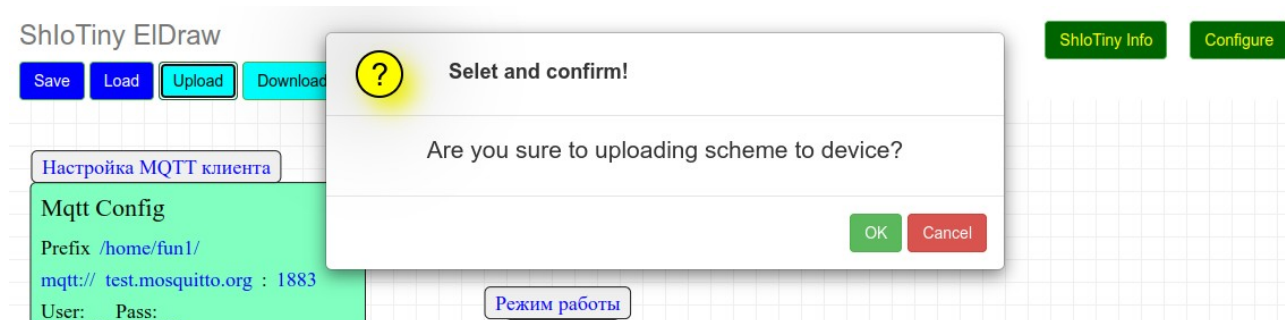 ShIoTiny ElDraw
ShIoTiny Info Configure
Save Load Upload Download
?
Selet and confirm!
Are you sure to uploading scheme to device?
OK Cancel
Настройка MQTT клиента
Mqtt Config
Prefix /home/fun1/
mqtt:// test.mosquitto.org : 1883
User: Pass:
Режим работы